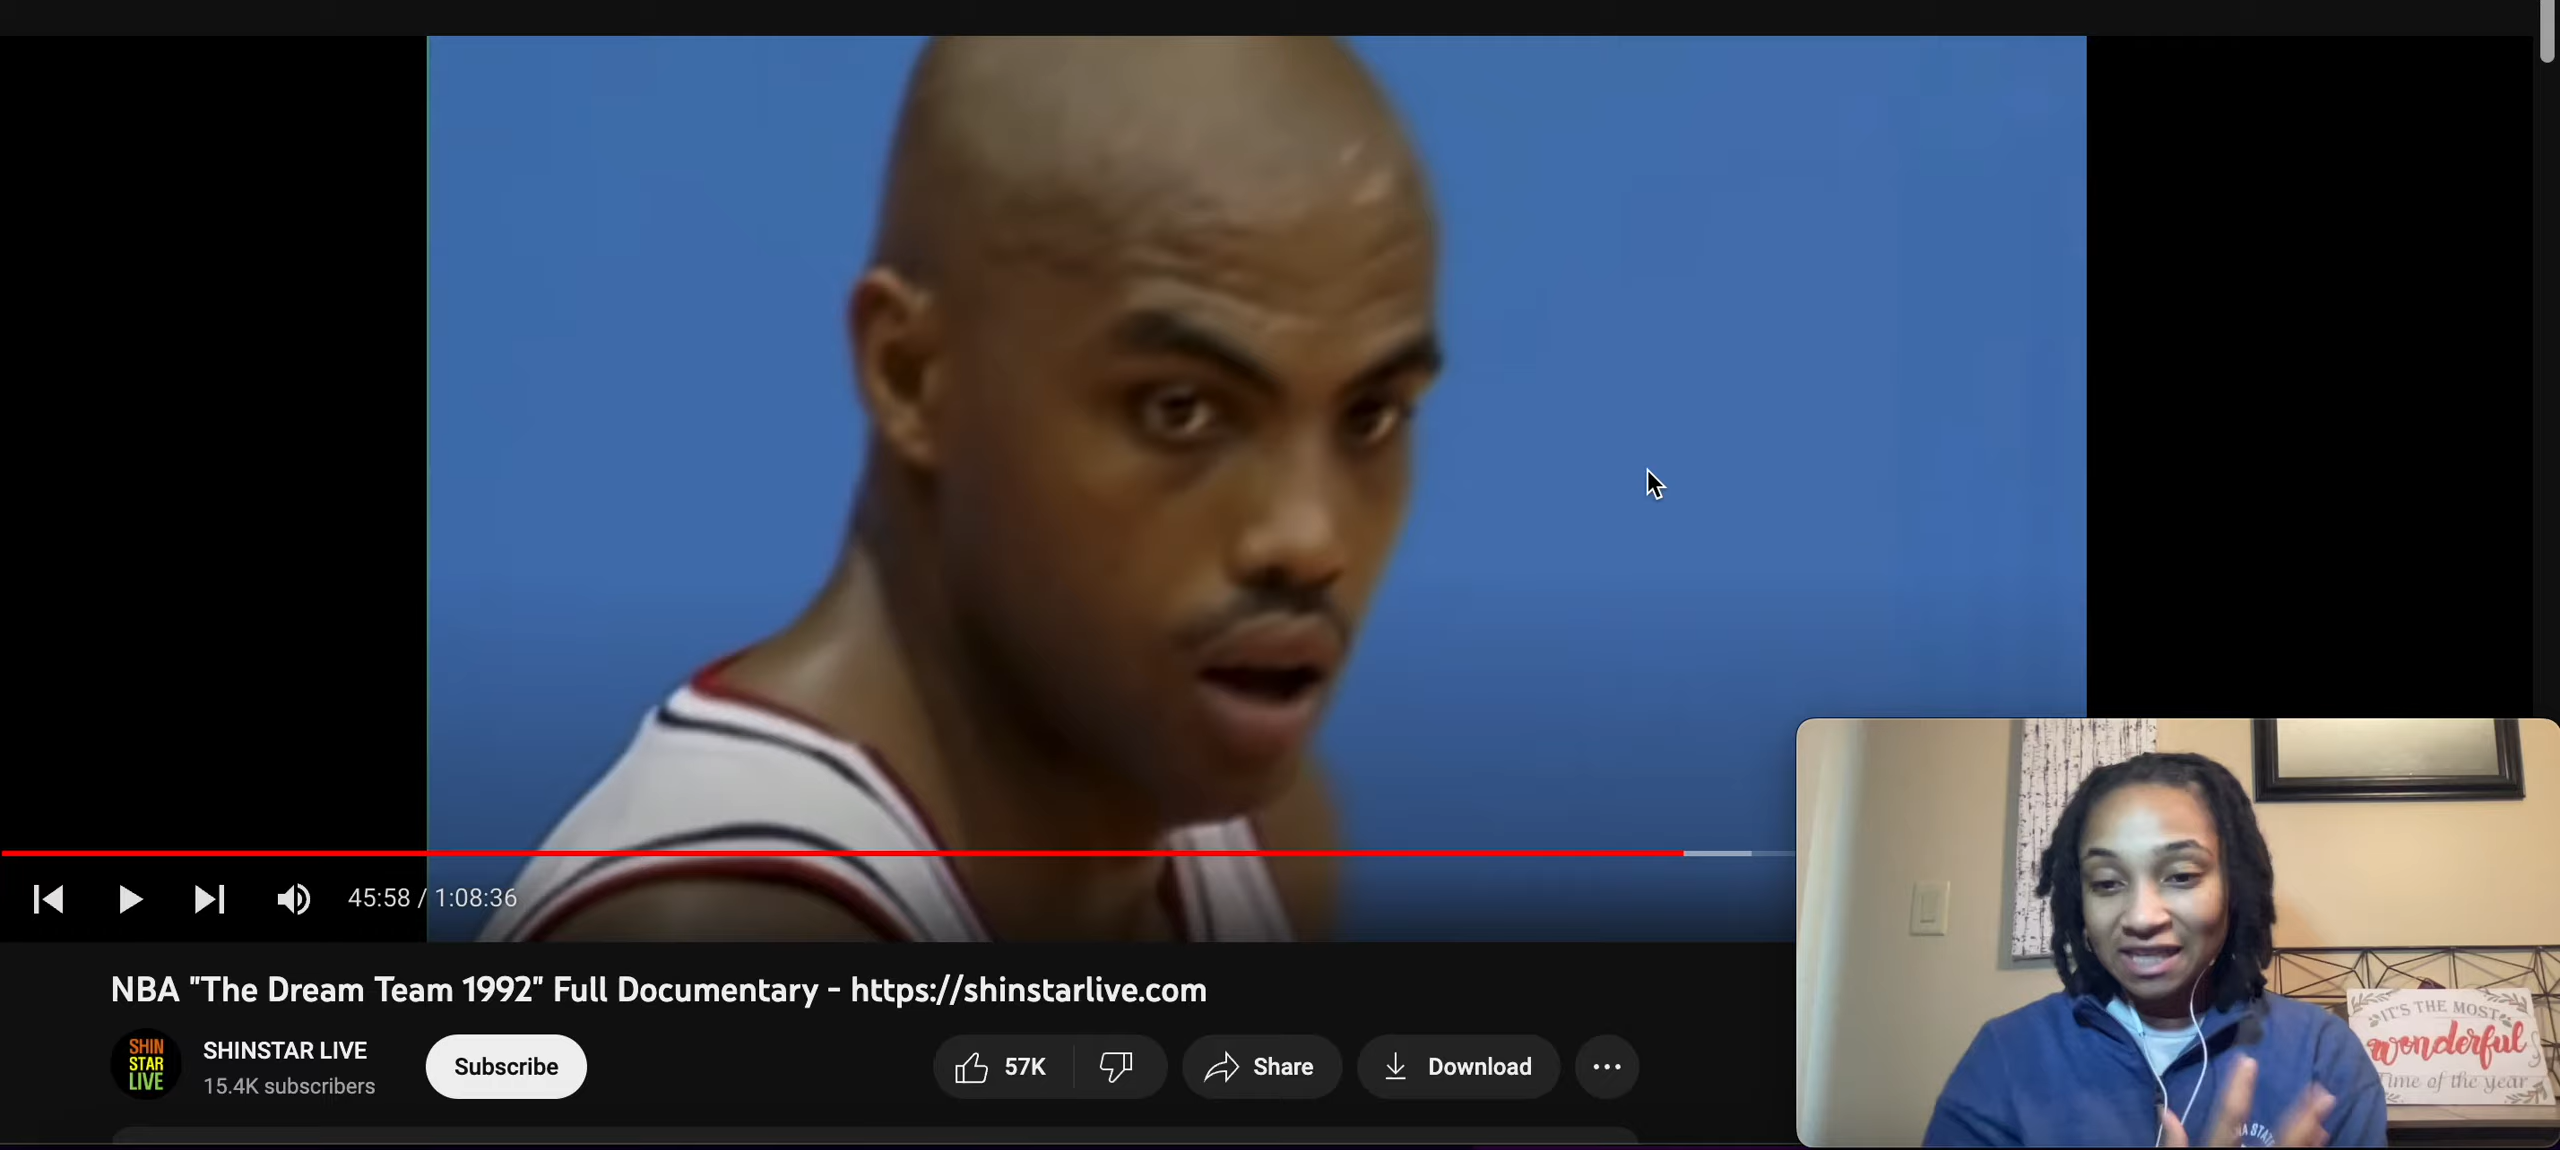 45:58 / 1:08:36
NBA "The Dream Team 1992" Full Documentary - https://shinstarlive.com
SHIN
STAR
LIVE
SHINSTAR LIVE
15.4K subscribers
Subscribe
57K
Share
Download
IT'S THE MOST
wonderful
Time of the year